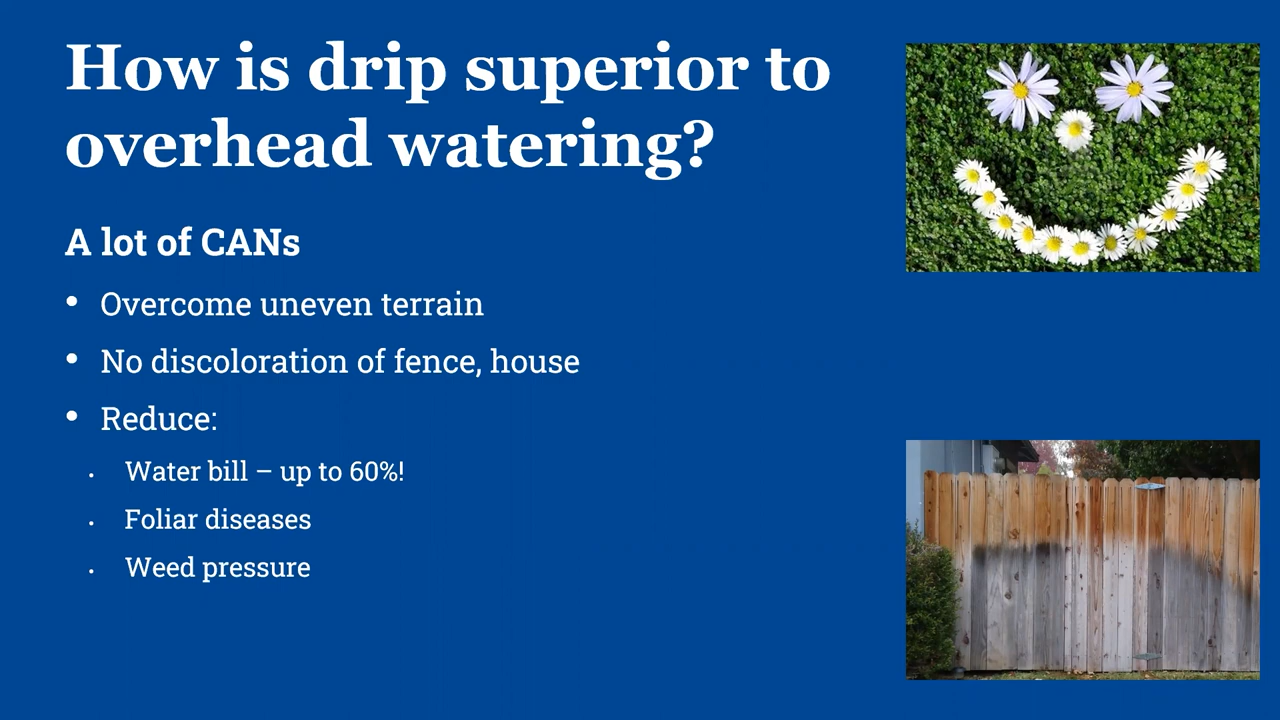 How is drip superior to
overhead watering?
A lot of CANs
• Overcome uneven terrain
• No discoloration of fence, house
• Reduce:
• Water bill – up to 60%!
• Foliar diseases
• Weed pressure